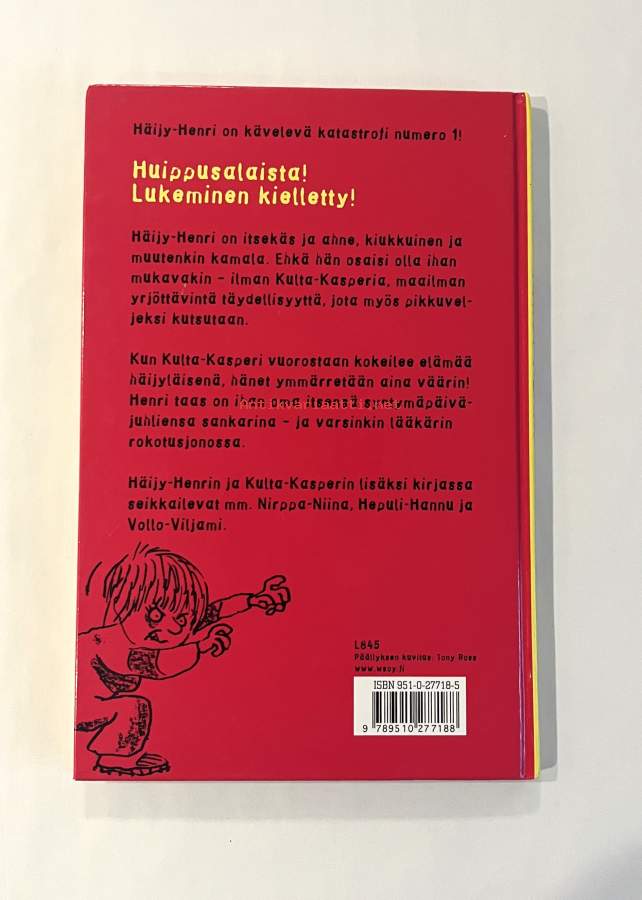 Häijy-Henri on kävelevä katastrofi numero 1!
Huippusalaista!
Lukeminen kielletty!
Häijy-Henri on itsekäs ja ahne, kiukkuinen ja
muutenkin kamala. Ehkä hän osaisi olla ihan
mukavakin – ilman Kulta-Kasperia, maailman
yrjöttävintä täydellisyyttä, jota myös pikkuvel-
jeksi kutsutaan.
Kun Kulta-Kasperi vuorostaan kokeilee elämää
häijyläisenä, hänet ymmärretään aina väärin!
Henri taas on ihan oma itsensä syntymäpäivä-
juhliensa sankarina – ja varsinkin lääkärin
rokotusjonossa.
Häijy-Henrin ja Kulta-Kasperin lisäksi kirjassa
seikkailevat mm. Nirppa-Niina, Hepuli-Hannu ja
Vollo-Viljami.
L845
Päällyksen kuvitus: Tony Ross
www.wsoy.fi
ISBN 951-0-27718-5
9 789510 277188